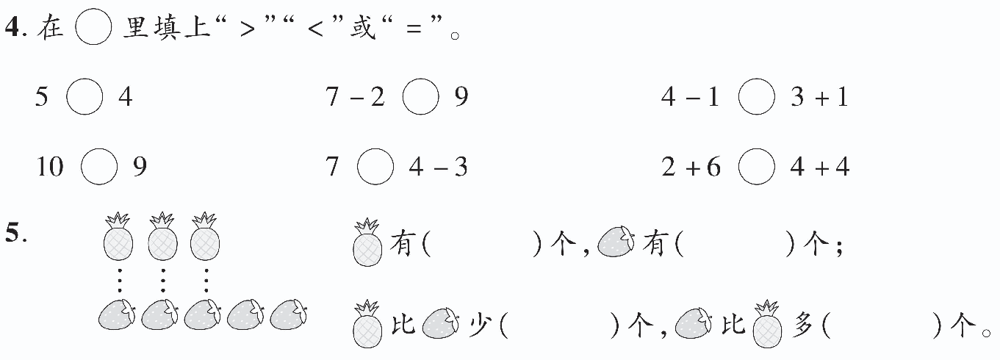 4. 在 ○ 里填上“ > ”“ < ”或“ = ”。
5 ○ 4 7 - 2 ○ 9 4 - 1 ○ 3 + 1
10 ○ 9 7 ○ 4 - 3 2 + 6 ○ 4 + 4
5. 有( )个,有( )个;
比少( )个,比多( )个。